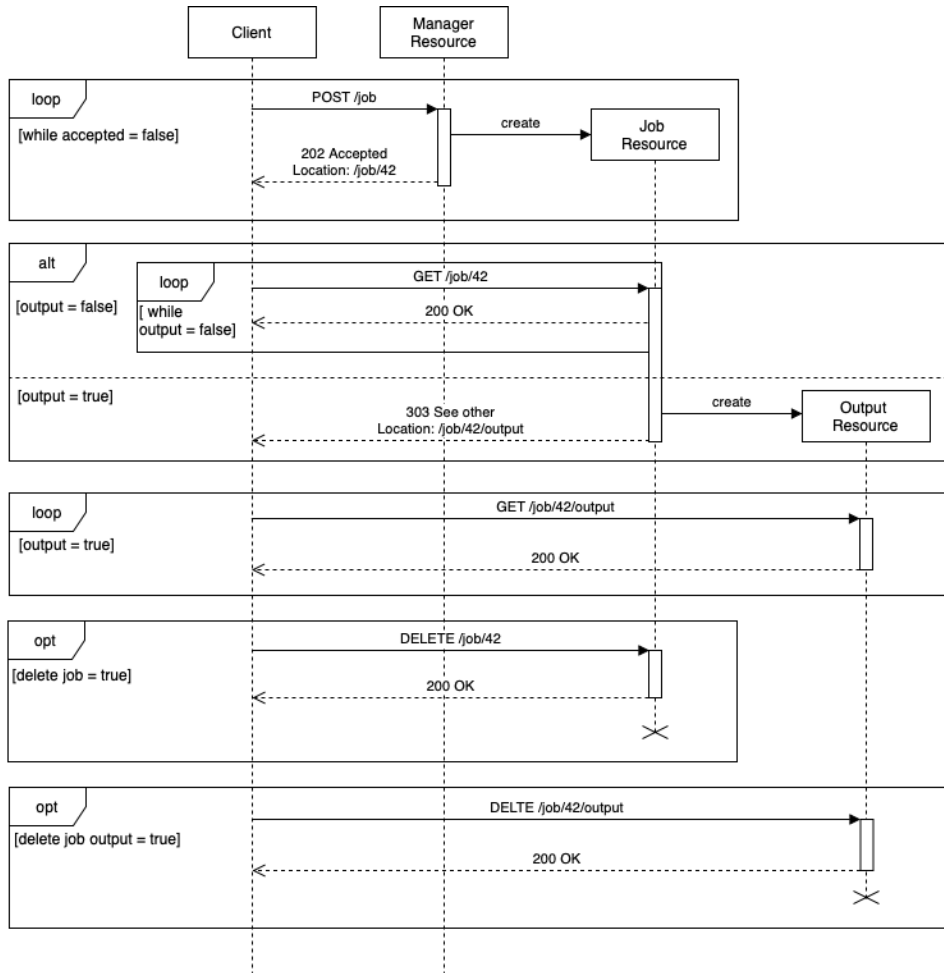 Client
Manager
Resource
loop
POST /job
[while accepted = false]
create
Job
Resource
202 Accepted
Location: /job/42
alt
loop
GET /job/42
[output = false]
[ while
output = false]
200 OK
[output = true]
create
Output
Resource
303 See other
Location: /job/42/output
loop
GET /job/42/output
[output = true]
200 OK
opt
DELETE /job/42
[delete job = true]
200 OK
opt
DELTE /job/42/output
[delete job output = true]
200 OK